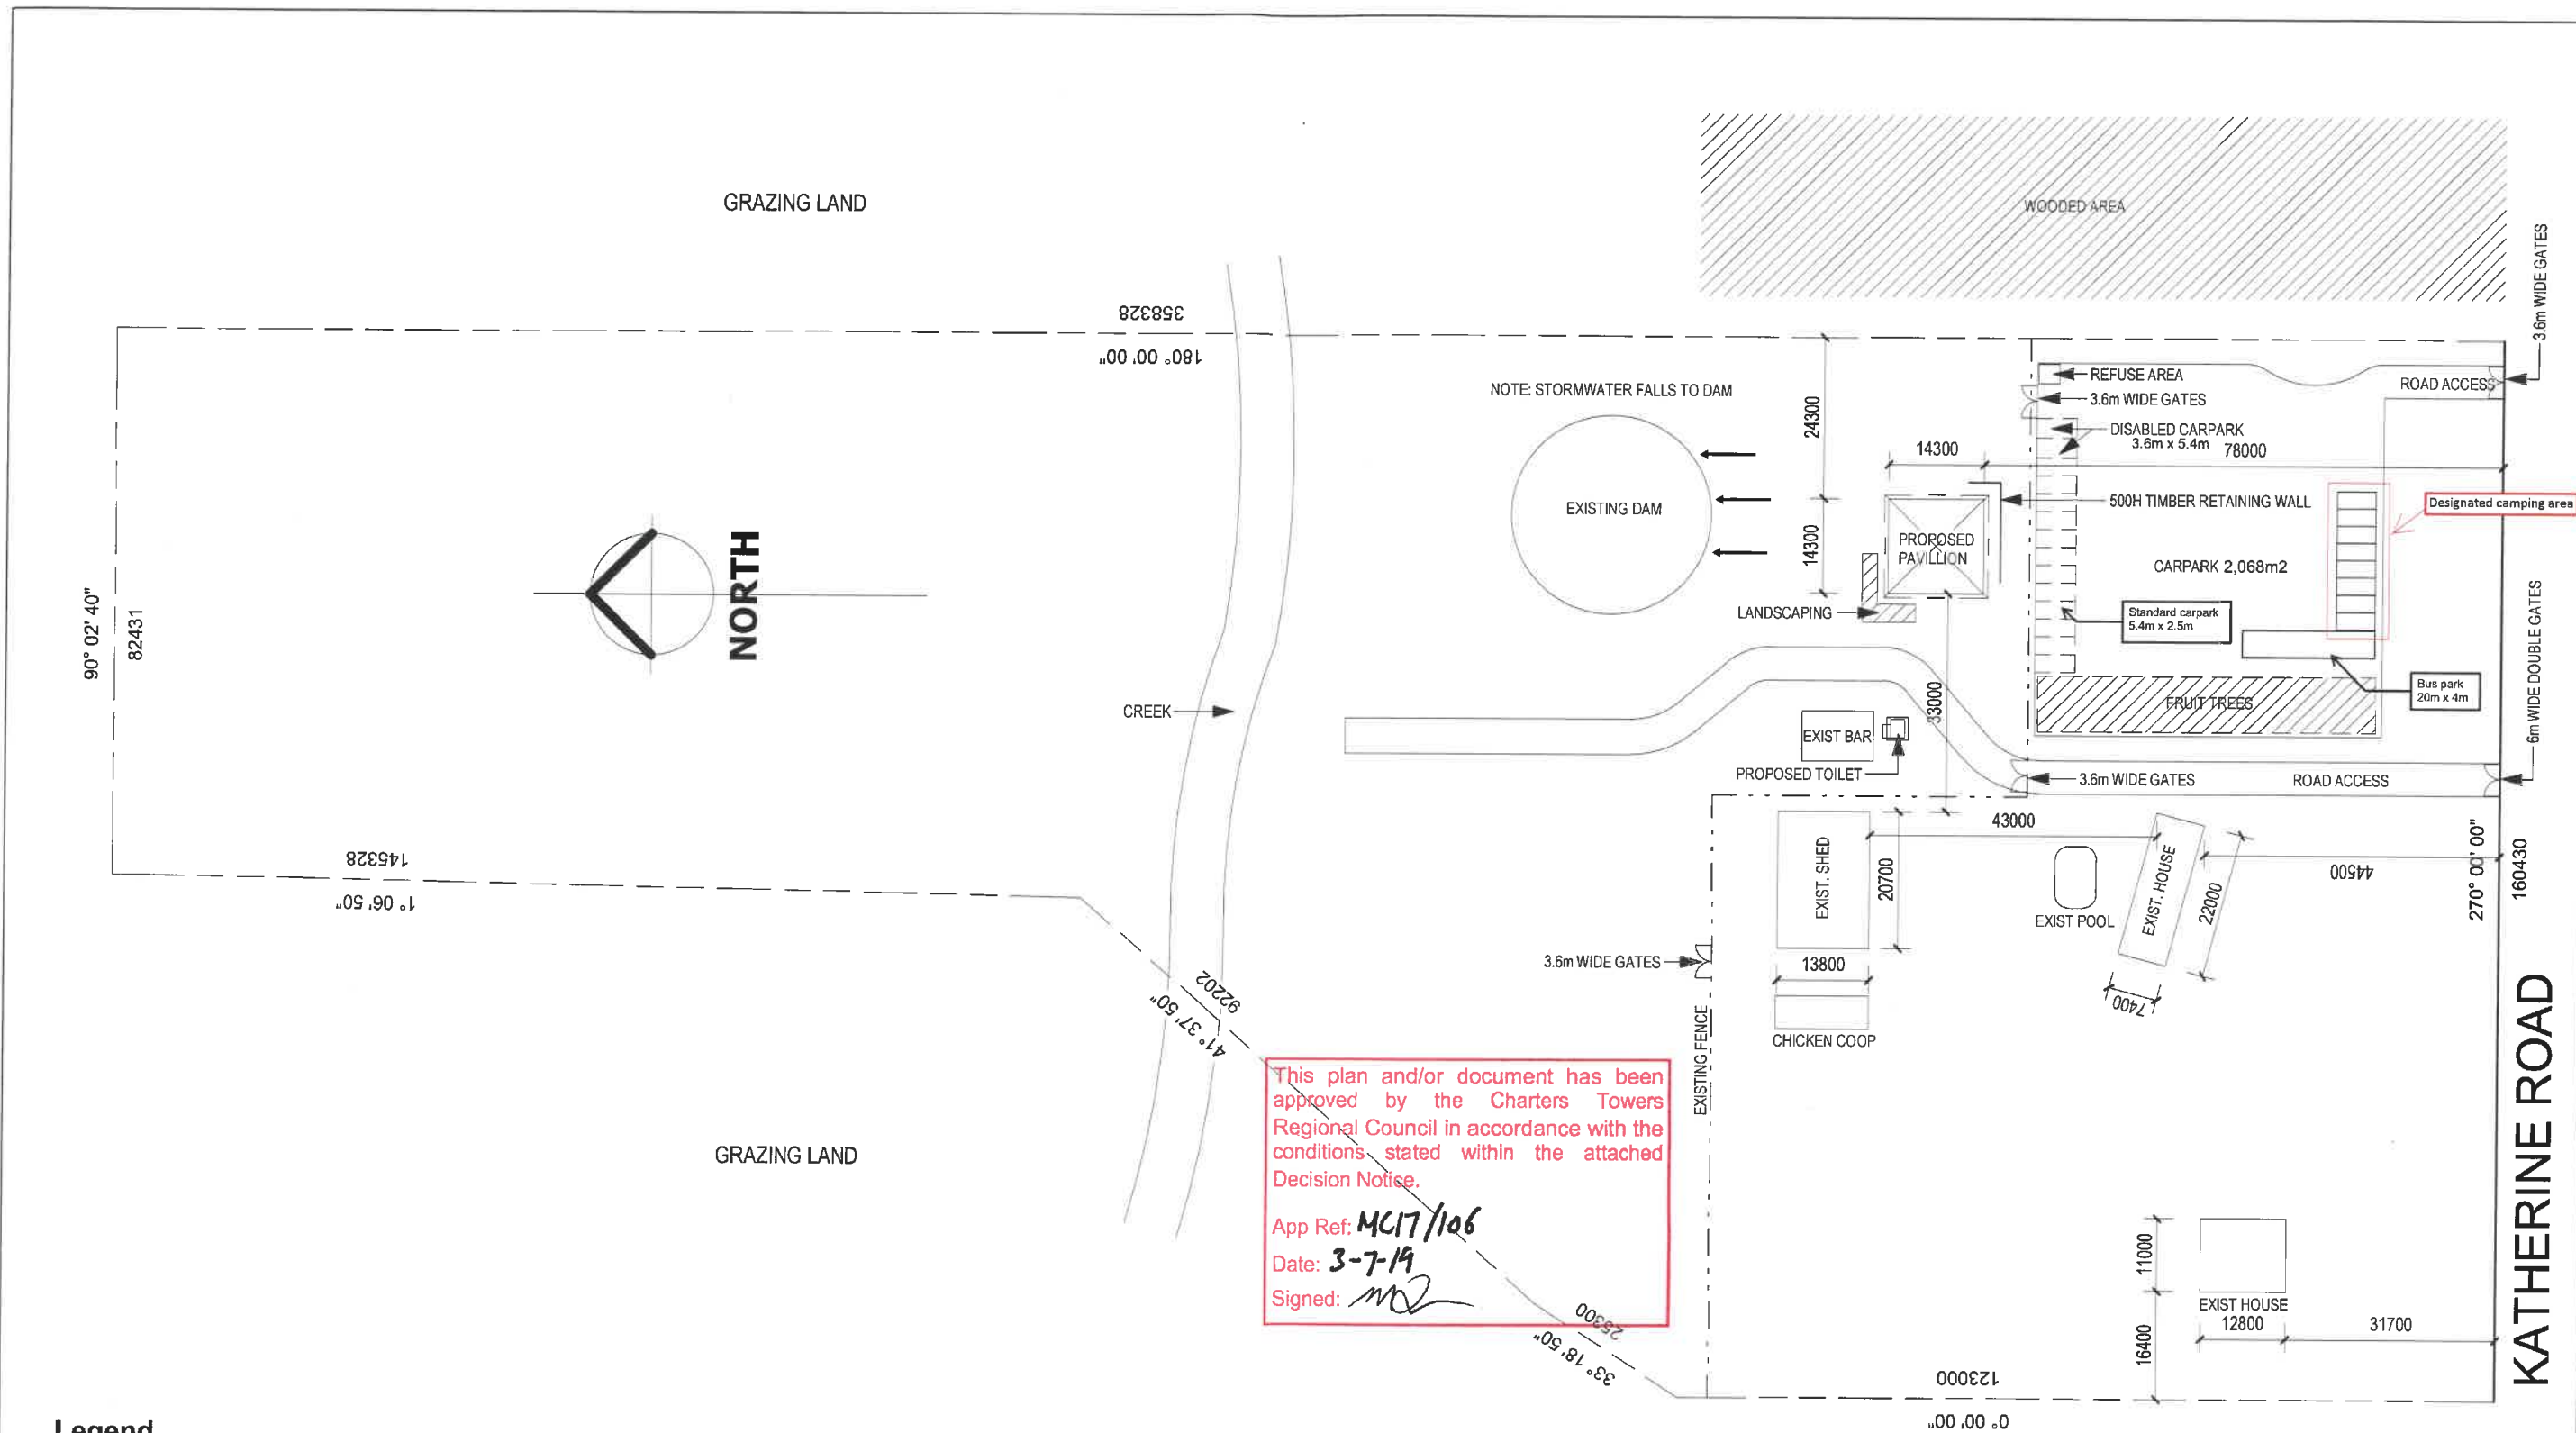 GRAZING LAND
WOODED AREA
3.6m WIDE GATES
358328
180° 00' 00"
NOTE: STORMWATER FALLS TO DAM
REFUSE AREA
3.6m WIDE GATES
ROAD ACCESS
DISABLED CARPARK
3.6m x 5.4m
78000
24300
14300
14300
500H TIMBER RETAINING WALL
Designated camping area
EXISTING DAM
PROPOSED
PAVILLION
CARPARK 2,068m2
90° 02' 40"
82431
NORTH
LANDSCAPING
Standard carpark
5.4m x 2.5m
Bus park
20m x 4m
FRUIT TREES
6m WIDE DOUBLE GATES
CREEK
33000
EXIST BAR
PROPOSED TOILET
3.6m WIDE GATES
ROAD ACCESS
43000
145328
1° 06' 50"
EXIST. SHED
20700
EXIST POOL
EXIST. HOUSE
22000
7400
44500
270° 00' 00"
160430
3.6m WIDE GATES
13800
CHICKEN COOP
92202
41° 37' 50"
EXISTING FENCE
KATHERINE ROAD
GRAZING LAND
This plan and/or document has been
approved by the Charters Towers
Regional Council in accordance with the
conditions stated within the attached
Decision Notice.
App Ref: MC17/106
Date: 3-7-19
Signed:
25300
33° 18' 50"
11000
16400
EXIST HOUSE
12800
31700
123000
0° 00' 00"
Legend